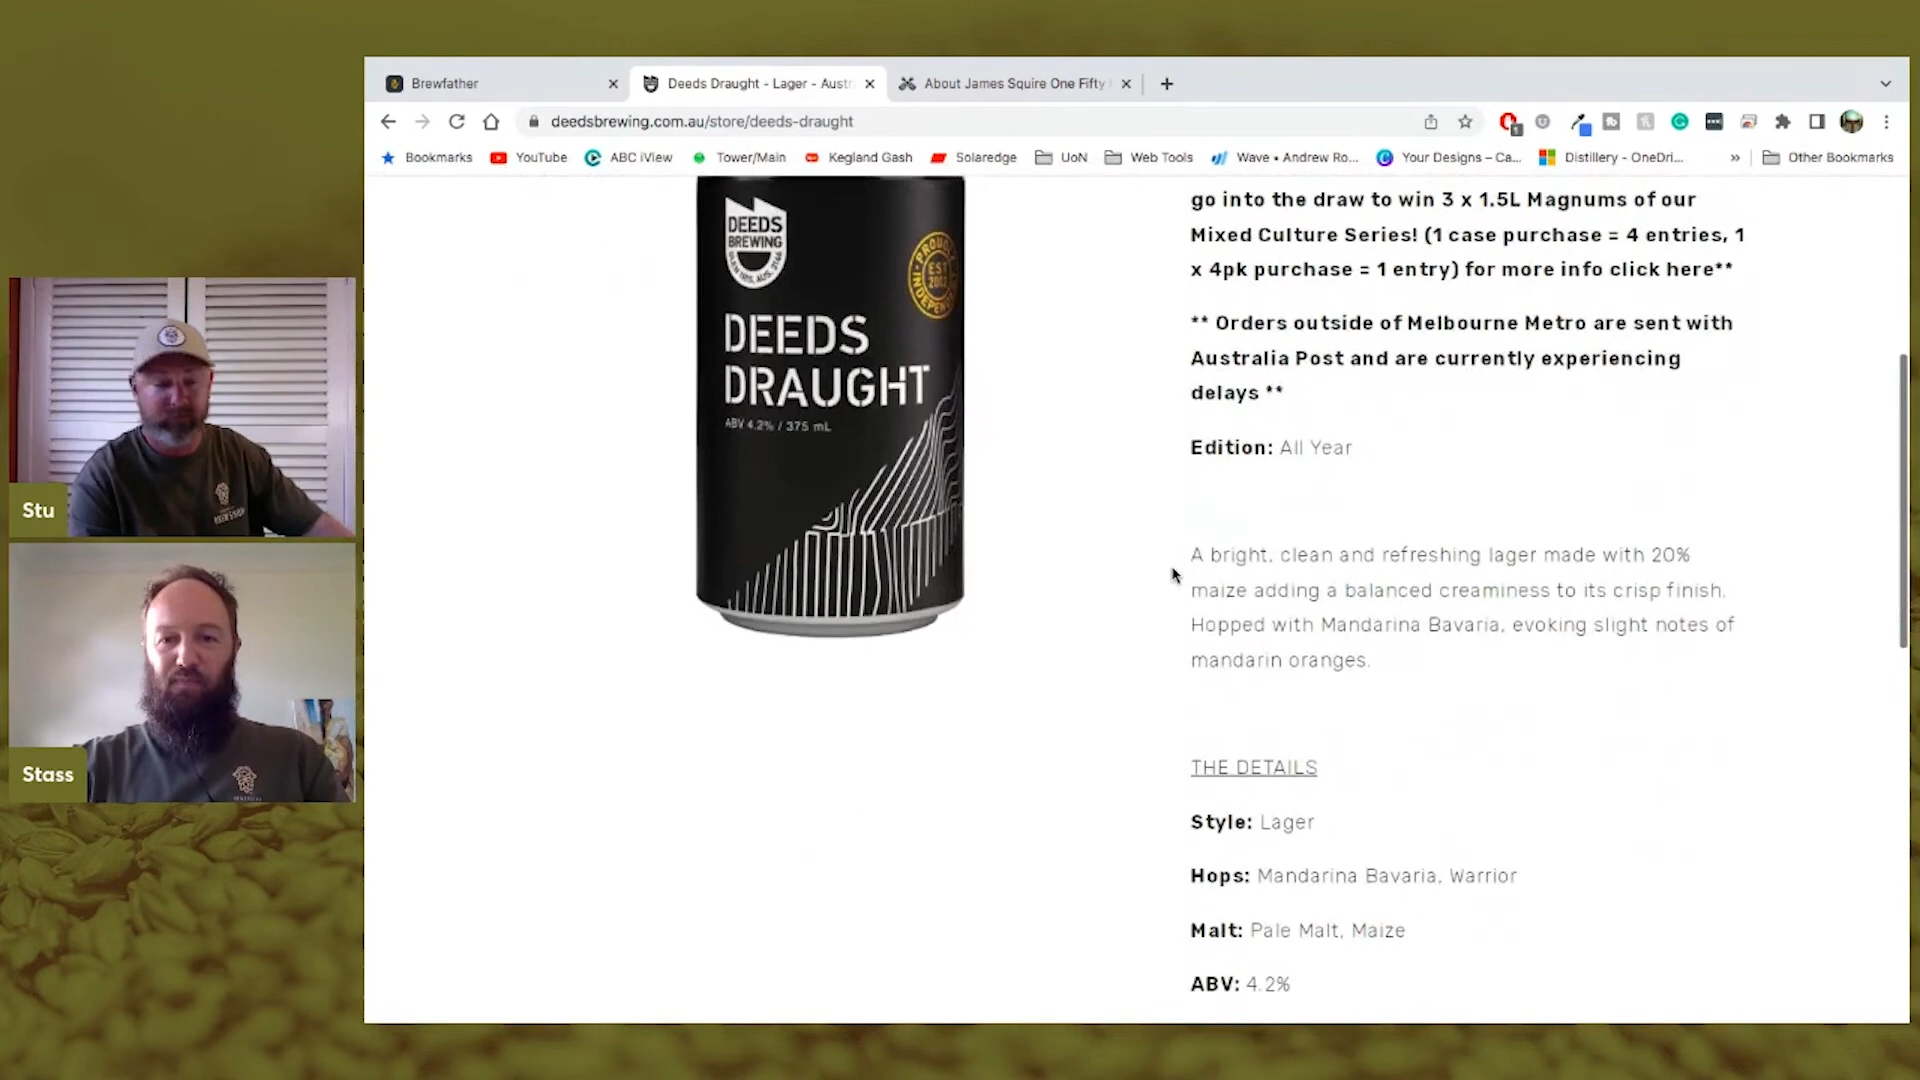 Brewfather
Deeds Draught - Lager - Austr
About James Squire One Fifty
deedsbrewing.com.au/store/deeds-draught
Bookmarks
YouTube
ABC iView
Tower/Main
Kegland Gash
Solaredge
UoN
Web Tools
Wave • Andrew Ro...
Your Designs – Ca...
Distillery - OneDri...
»
Other Bookmarks
DEEDS
BREWING
DEEDS
DRAUGHT
ABV 4.2% / 375 mL
EST
2012
go into the draw to win 3 x 1.5L Magnums of our
Mixed Culture Series! (1 case purchase = 4 entries, 1
x 4pk purchase = 1 entry) for more info click here**
** Orders outside of Melbourne Metro are sent with
Australia Post and are currently experiencing
delays **
Edition: All Year
A bright, clean and refreshing lager made with 20%
maize adding a balanced creaminess to its crisp finish.
Hopped with Mandarina Bavaria, evoking slight notes of
mandarin oranges.
THE DETAILS
Style: Lager
Hops: Mandarina Bavaria, Warrior
Malt: Pale Malt, Maize
ABV: 4.2%
Stu
Stass